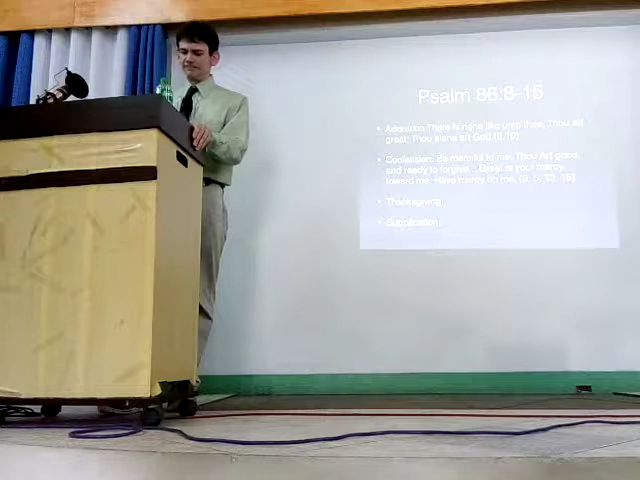 Psalm 86:8-15
• Adoration There is none like unto thee, Thou art
great, Thou alone art God (8,10)
• Confession: Be merciful to me, Thou Art good,
and ready to forgive... Great is your mercy
toward me. Have mercy on me. (3, 5, 13, 16)
• Thanksgiving
• Supplication